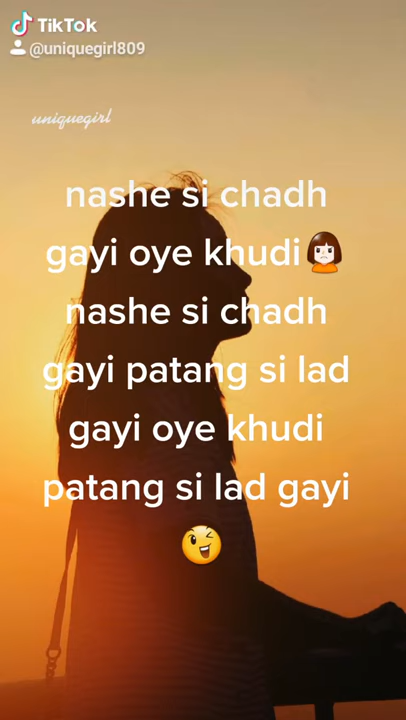 TikTok
@uniquegirl809
uniquegirl
nashe si chadh
gayi oye khudi🙍
nashe si chadh
gayi patang si lad
gayi oye khudi
patang si lad gayi
😉